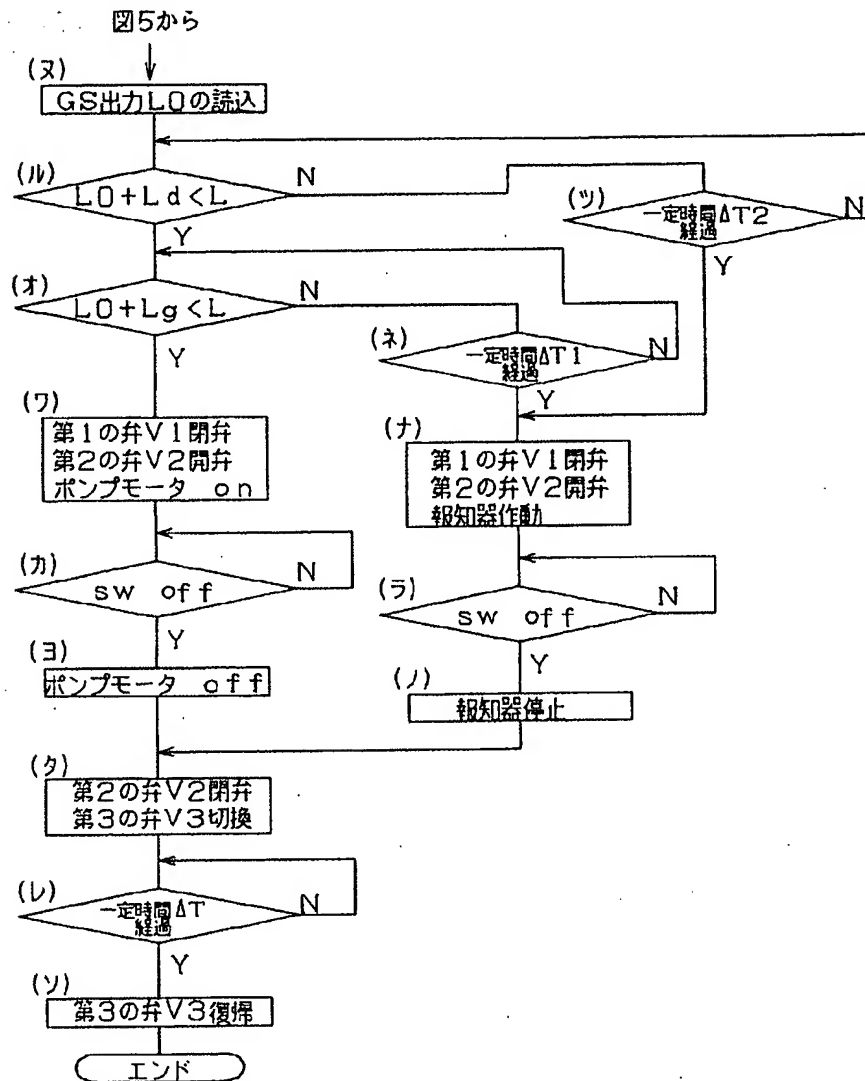 図5から
(ヌ)
GS出力L0の読込
(ル)
L0+Ld<L
N
(ツ)
一定時間ΔT2
経過
N
Y
Y
(オ)
L0+Lg<L
N
(ネ)
一定時間ΔT1
経過
N
Y
Y
(ワ)
第1の弁V1閉弁
第2の弁V2開弁
ポンプモータ on
(ナ)
第1の弁V1閉弁
第2の弁V2開弁
報知器作動
(カ)
sw off
N
Y
(ラ)
sw off
N
Y
(ヨ)
ポンプモータ off
(ノ)
報知器停止
(タ)
第2の弁V2閉弁
第3の弁V3切換
(レ)
一定時間ΔT
経過
N
Y
(ソ)
第3の弁V3復帰
エンド